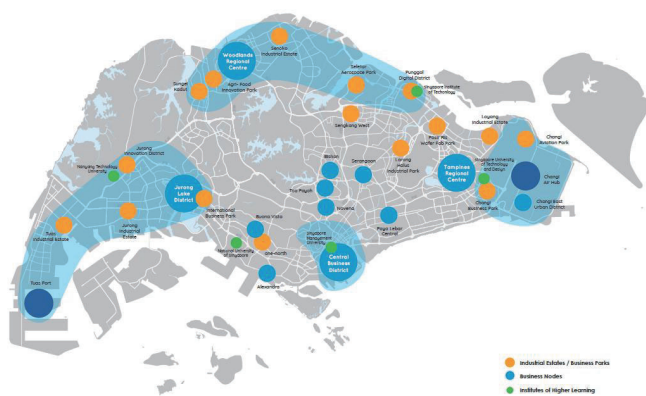 Woodlands
Regional
Centre
Senoko
Industrial Estate
Sungei
Kadut
Agri-Food
Innovation Park
Seletar
Aerospace Park
Punggol
Digital District
Singapore Institute
of Technology
Sengkang West
Pasir Ris
Wafer Fab Park
Loyang
Industrial Estate
Changi
Aviation Park
Lorong
Halus
Industrial Park
Jurong
Innovation District
Nanyang Technology
University
Bishan
Serangoon
Toa Payoh
Novena
Tampines
Regional
Centre
Singapore University
of Technology
and Design
Changi
Air Hub
Changi
Business Park
Changi East
Urban District
Jurong
Lake
District
International
Business Park
Tuas
Industrial Estate
Jurong
Industrial
Estate
Buona Vista
Paya Lebar
Central
National University
of Singapore
one-north
Singapore
Management
University
Central
Business
District
Alexandra
Tuas Port
Industrial Estates / Business Parks
Business Nodes
Institutes of Higher Learning